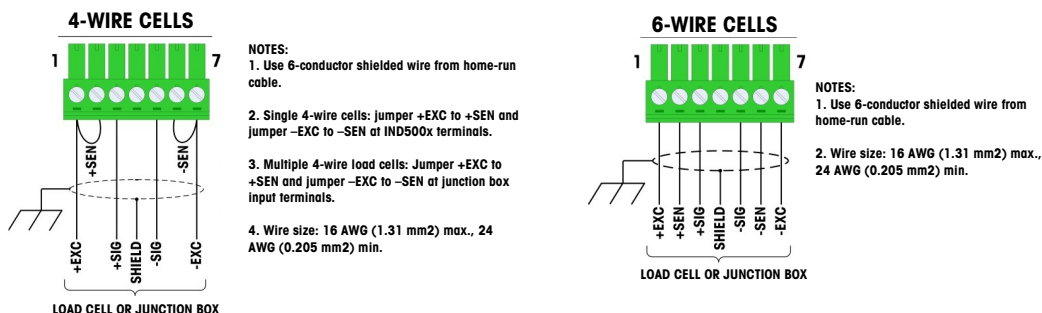 4-WIRE CELLS
1
7
+SEN
-SEN
+EXC
+SIG
SHIELD
-SIG
-EXC
LOAD CELL OR JUNCTION BOX
NOTES:
1. Use 6-conductor shielded wire from home-run
cable.
2. Single 4-wire cells: jumper +EXC to +SEN and
jumper –EXC to –SEN at IND500x terminals.
3. Multiple 4-wire load cells: Jumper +EXC to
+SEN and jumper –EXC to –SEN at junction box
input terminals.
4. Wire size: 16 AWG (1.31 mm2) max., 24
AWG (0.205 mm2) min.
6-WIRE CELLS
1
7
+EXC
+SEN
+SIG
SHIELD
-SIG
-SEN
-EXC
LOAD CELL OR JUNCTION BOX
NOTES:
1. Use 6-conductor shielded wire from
home-run cable.
2. Wire size: 16 AWG (1.31 mm2) max.,
24 AWG (0.205 mm2) min.